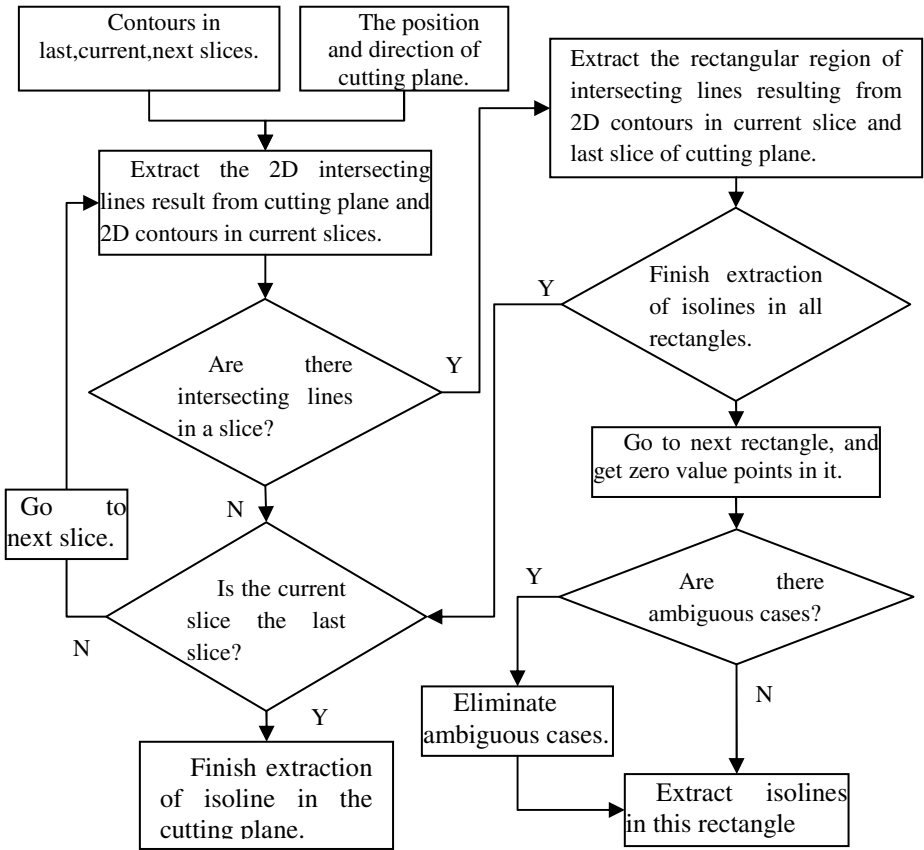 Contours in
last,current,next slices.
The position
and direction of
cutting plane.
Extract the 2D intersecting
lines result from cutting plane and
2D contours in current slices.
Are there
intersecting lines
in a slice?
Y
N
Go to
next slice.
Is the current
slice the last
slice?
N
Y
Finish extraction
of isoline in the
cutting plane.
Extract the rectangular region of
intersecting lines resulting from
2D contours in current slice and
last slice of cutting plane.
Finish extraction
of isolines in all
rectangles.
Y
Go to next rectangle, and
get zero value points in it.
Are there
ambiguous cases?
Y
N
Eliminate
ambiguous cases.
Extract isolines
in this rectangle